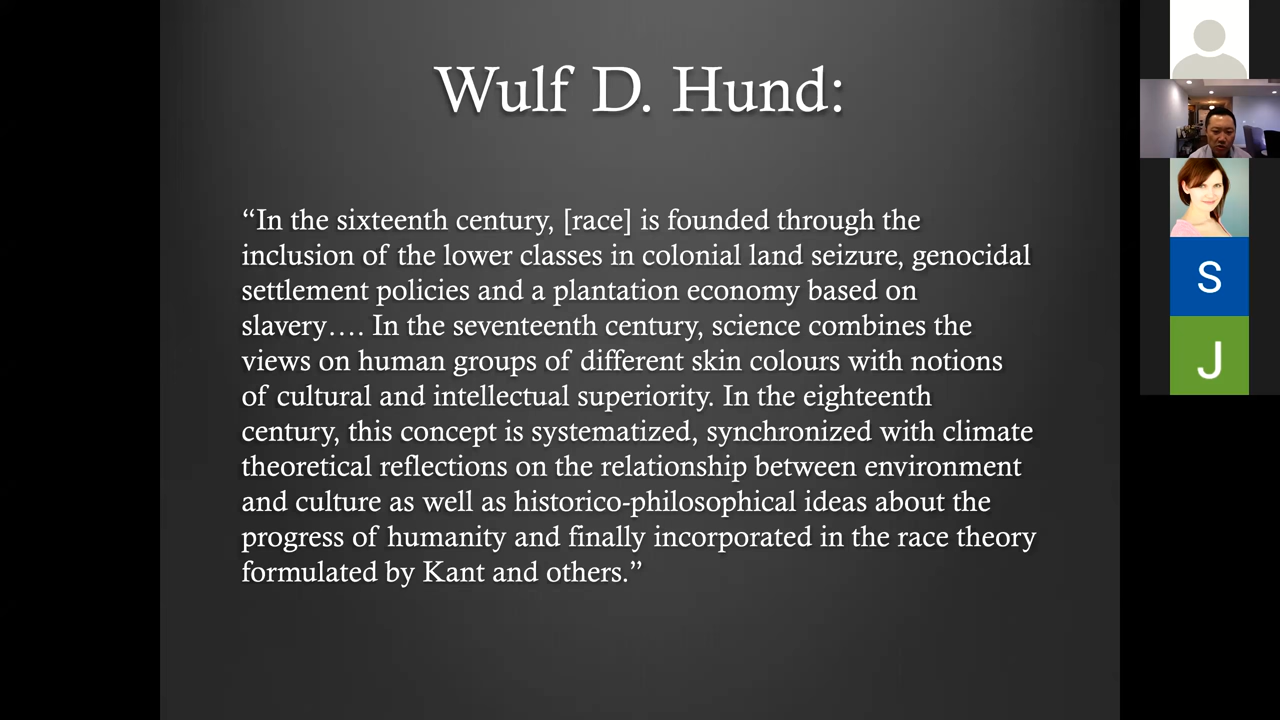 Wulf D. Hund:
“In the sixteenth century, [race] is founded through the
inclusion of the lower classes in colonial land seizure, genocidal
settlement policies and a plantation economy based on
slavery…. In the seventeenth century, science combines the
views on human groups of different skin colours with notions
of cultural and intellectual superiority. In the eighteenth
century, this concept is systematized, synchronized with climate
theoretical reflections on the relationship between environment
and culture as well as historico-philosophical ideas about the
progress of humanity and finally incorporated in the race theory
formulated by Kant and others.”
S
J